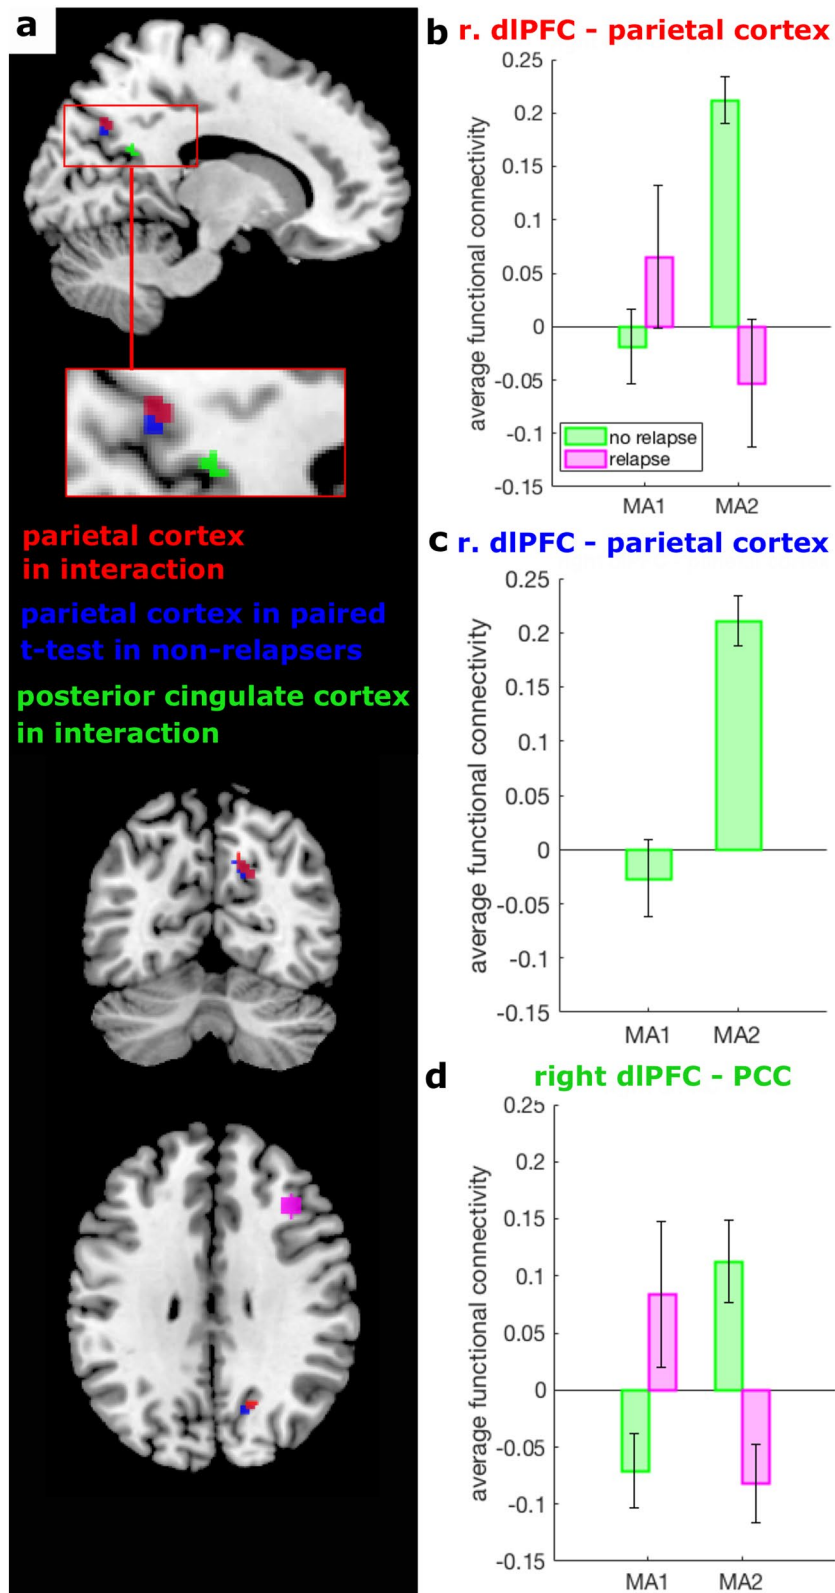 a
parietal cortex
in interaction
parietal cortex in paired
t-test in non-relapsers
posterior cingulate cortex
in interaction
b r. dlPFC - parietal cortex
average functional connectivity
0.25
0.2
0.15
0.1
0.05
0
-0.05
-0.1
-0.15
no relapse
relapse
MA1 MA2
c r. dlPFC - parietal cortex
average functional connectivity
0.25
0.2
0.15
0.1
0.05
0
-0.05
-0.1
-0.15
MA1 MA2
d right dlPFC - PCC
average functional connectivity
0.25
0.2
0.15
0.1
0.05
0
-0.05
-0.1
-0.15
MA1 MA2